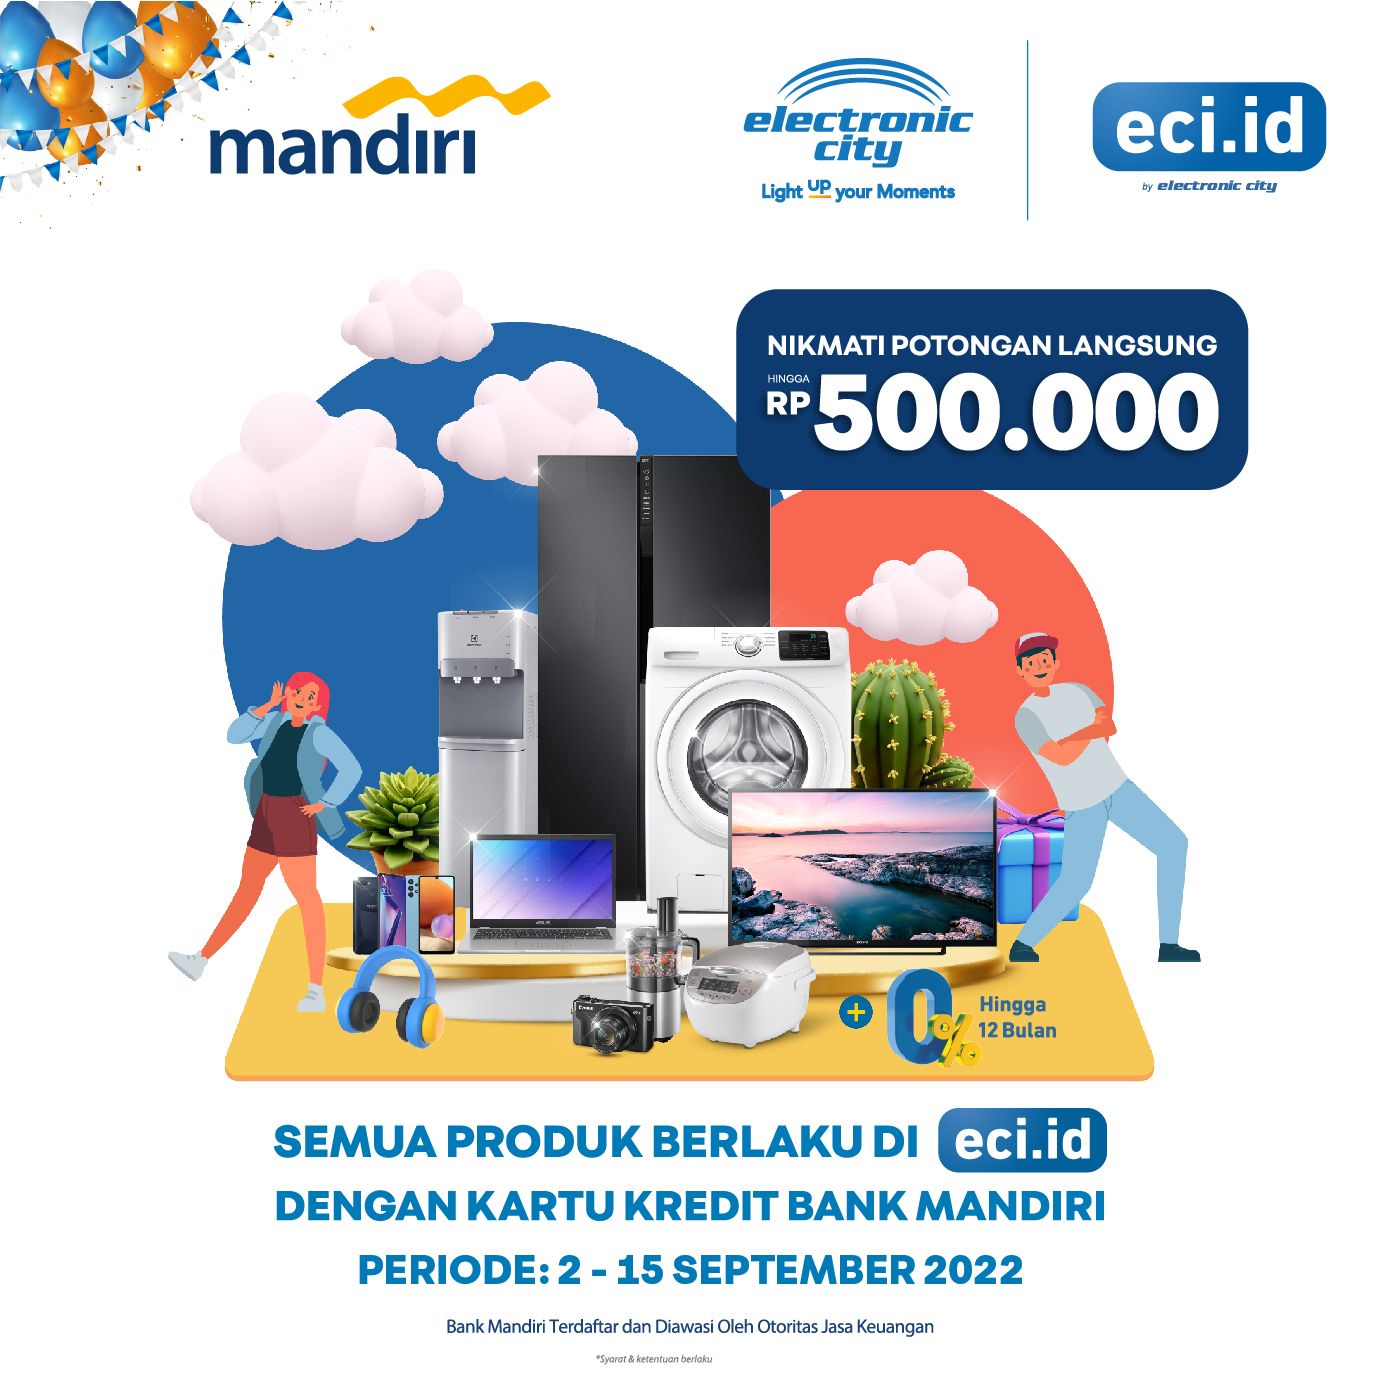 mandırı
electronic
city
Light UP your Moments
eci.id
by electronic city
NIKMATI POTONGAN LANGSUNG
HINGGA
RP 500.000
+ 0% Hingga
12 Bulan
SEMUA PRODUK BERLAKU DI eci.id
DENGAN KARTU KREDIT BANK MANDIRI
PERIODE: 2 - 15 SEPTEMBER 2022
Bank Mandiri Terdaftar dan Diawasi Oleh Otoritas Jasa Keuangan
*Syarat & ketentuan berlaku